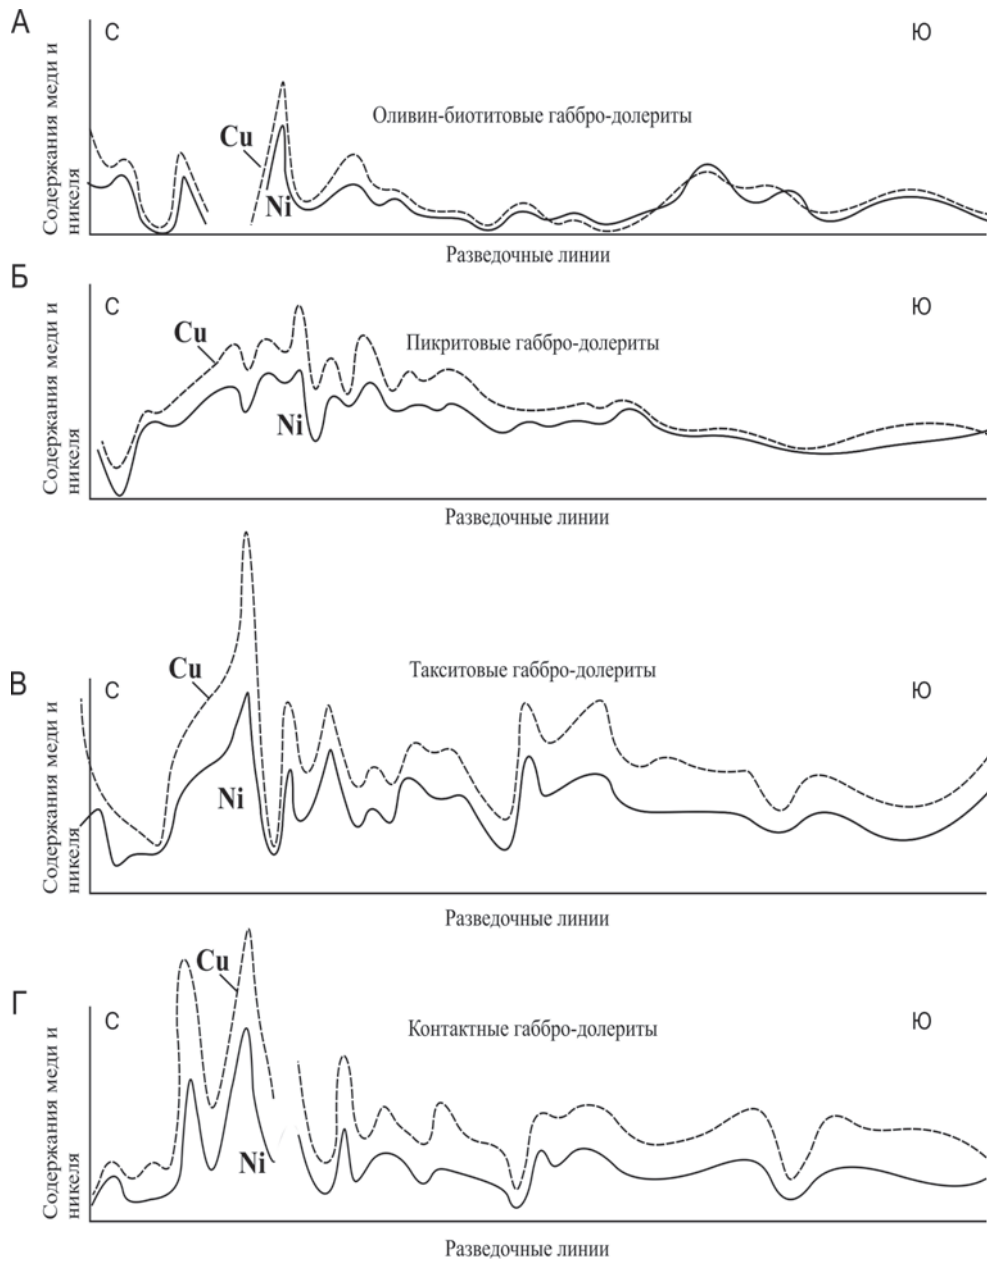 А
С
Ю
Содержания меди и
никеля
Оливин-биотитовые габбро-долериты
Cu
Ni
Разведочные линии
Б
С
Ю
Содержания меди и
никеля
Cu
Пикритовые габбро-долериты
Ni
Разведочные линии
В
С
Ю
Содержания меди и
никеля
Cu
Такситовые габбро-долериты
Ni
Разведочные линии
Г
С
Ю
Содержания меди и
никеля
Cu
Контактные габбро-долериты
Ni
Разведочные линии